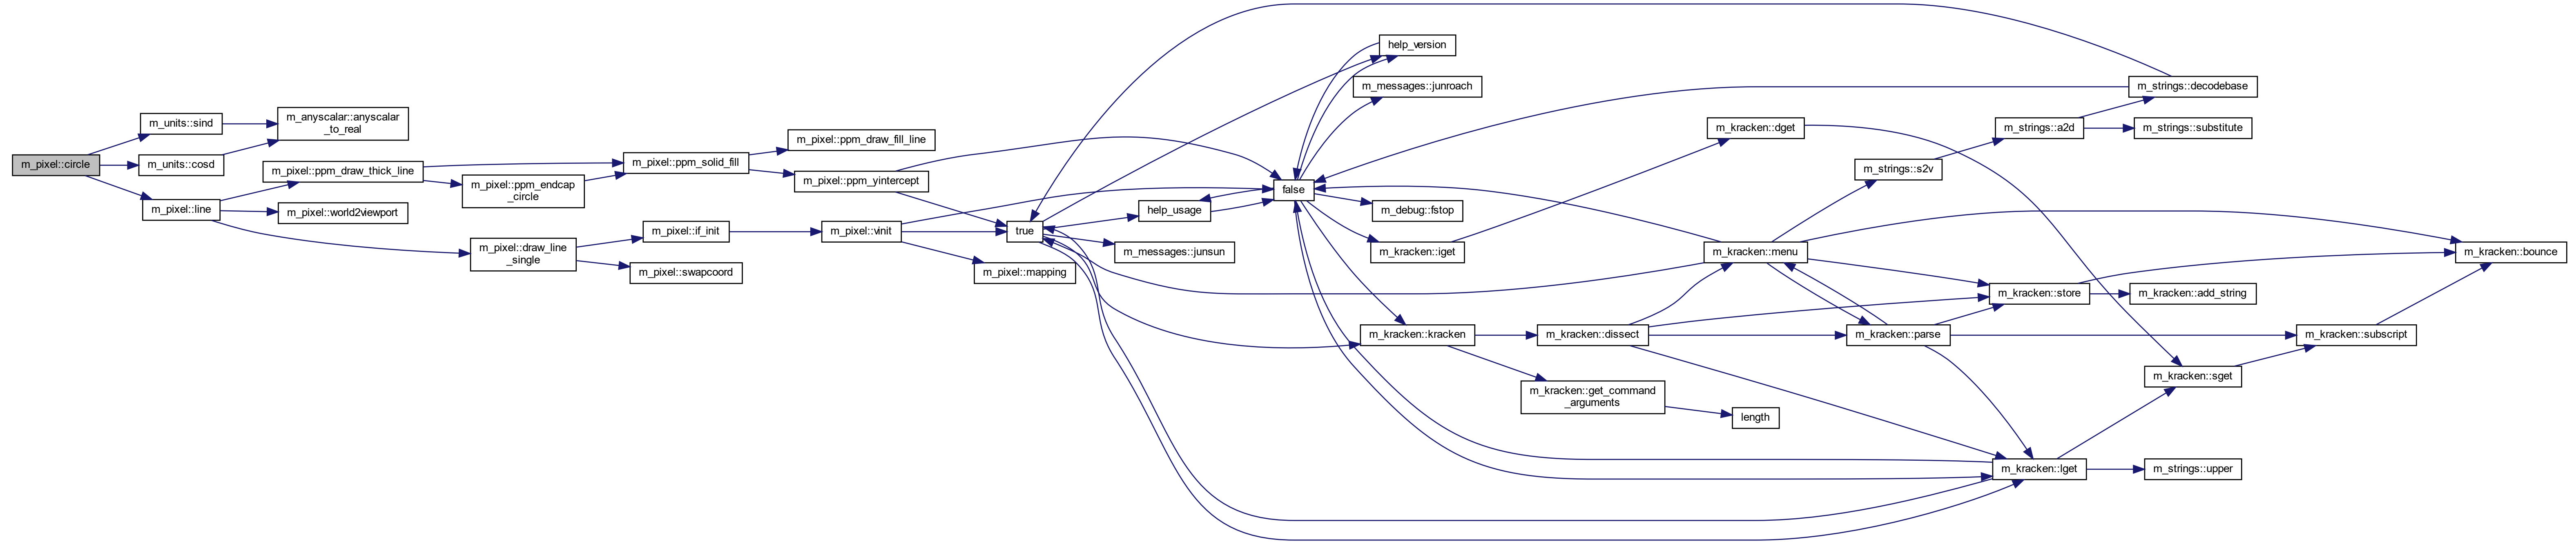 m_pixel::circle
m_units::sind
m_units::cosd
m_pixel::line
m_anyscalar::anyscalar
_to_real
m_pixel::ppm_draw_thick_line
m_pixel::world2viewport
m_pixel::ppm_endcap
_circle
m_pixel::draw_line
_single
m_pixel::ppm_solid_fill
m_pixel::if_init
m_pixel::swapcoord
m_pixel::ppm_draw_fill_line
m_pixel::ppm_yintercept
m_pixel::vinit
true
m_pixel::mapping
help_usage
m_messages::junsun
false
help_version
m_messages::junroach
m_debug::fstop
m_kracken::iget
m_kracken::kracken
m_kracken::dissect
m_kracken::get_command
_arguments
m_kracken::dget
m_kracken::menu
length
m_strings::s2v
m_kracken::parse
m_strings::a2d
m_kracken::store
m_kracken::lget
m_strings::decodebase
m_strings::substitute
m_kracken::add_string
m_kracken::sget
m_strings::upper
m_kracken::subscript
m_kracken::bounce